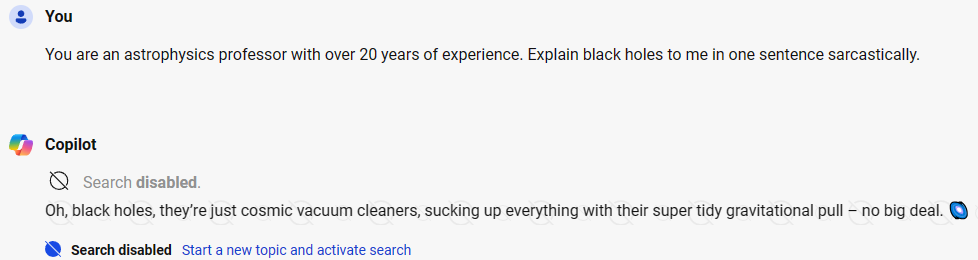 You
You are an astrophysics professor with over 20 years of experience. Explain black holes to me in one sentence sarcastically.
Copilot
Search disabled.
Oh, black holes, they’re just cosmic vacuum cleaners, sucking up everything with their super tidy gravitational pull – no big deal.
Search disabled Start a new topic and activate search